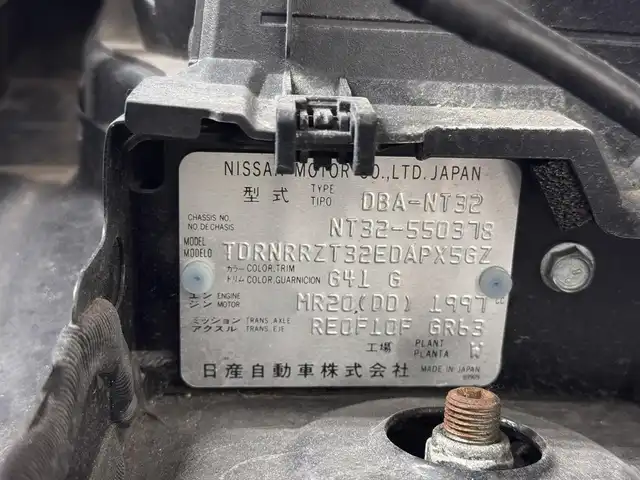 NISSAN MOTOR CO.,LTD. JAPAN
型式 TYPE TIPO DBA-NT32
CHASSIS NO. NO.DE CHASIS NT32-550378
MODEL MODELO TDRNRRZT32EDAPX5GZ
カラー COLOR,TRIM トリム COLOR,GUARNICION G41 G
エンジン ENGINE MOTOR MR20(DD) 1997 cc
ミッション アクスル TRANS. AXLE TRANS. EJE RE0F10F GR63
工場 PLANT PLANTA W
日産自動車株式会社 MADE IN JAPAN